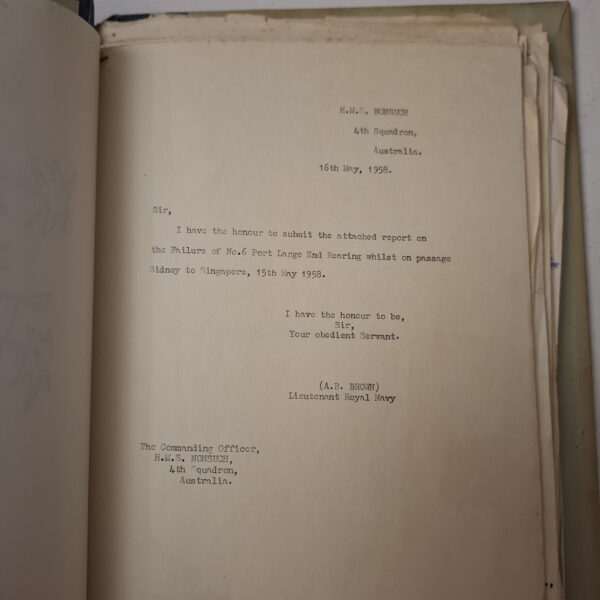 H.M.S. NONSUCH
4th Squadron,
Australia.
16th May, 1958.
Sir,
I have the honour to submit the attached report on
the Failure of No.6 Port Large End Bearing whilst on passage
Sidney to Singapore, 15th May 1958.
I have the honour to be,
Sir,
Your obedient Servant.
(A.B. BROWN)
Lieutenant Royal Navy
The Commanding Officer,
H.M.S. NONSUCH,
4th Squadron,
Australia.